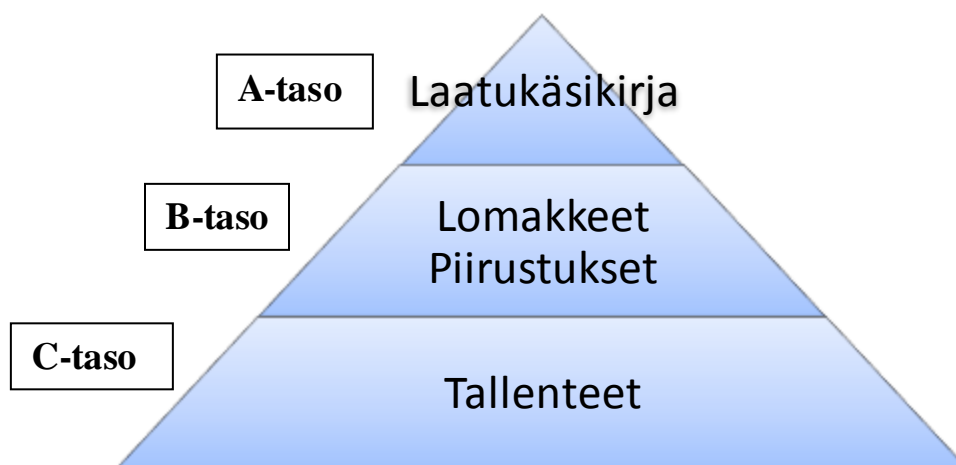 A-taso
Laatukäsikirja
B-taso
Lomakkeet
Piirustukset
C-taso
Tallenteet